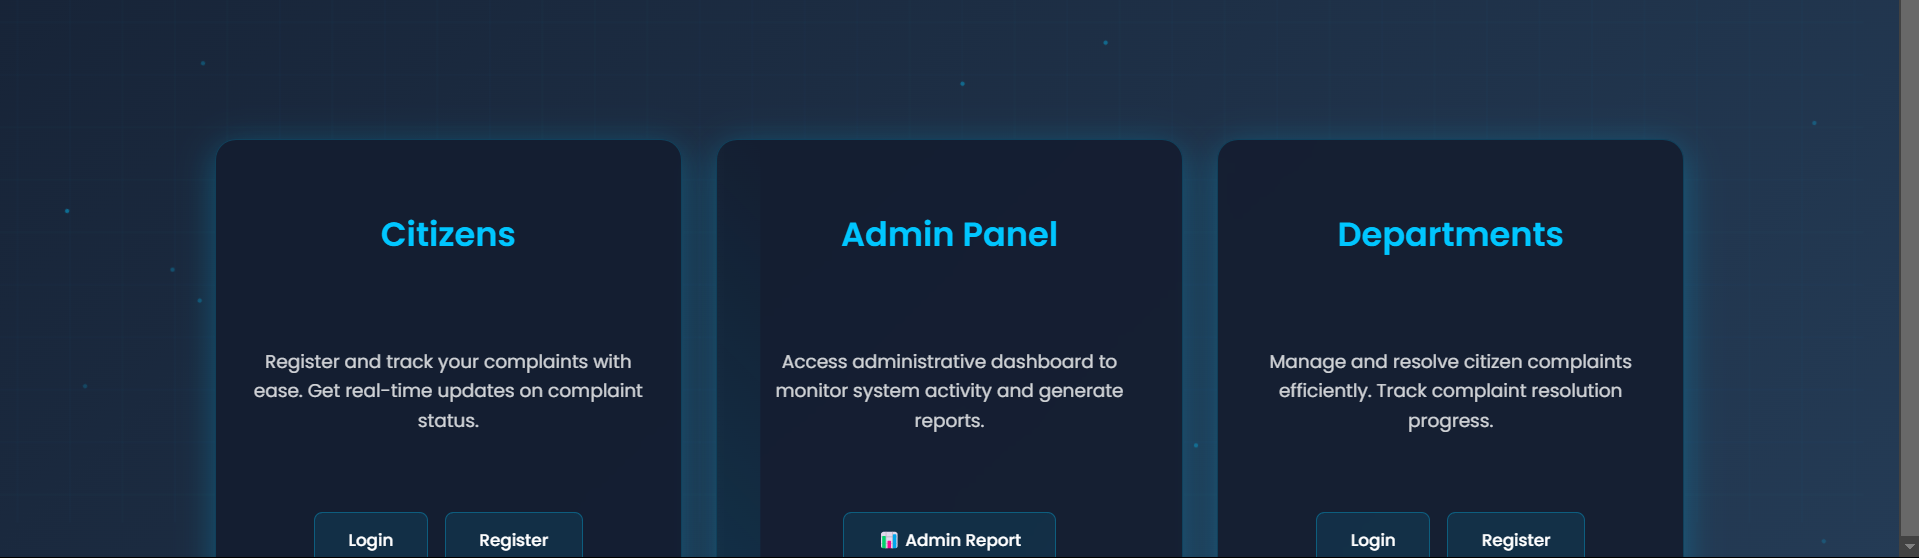 Citizens
Register and track your complaints with
ease. Get real-time updates on complaint
status.
Login
Register
Admin Panel
Access administrative dashboard to
monitor system activity and generate
reports.
Admin Report
Departments
Manage and resolve citizen complaints
efficiently. Track complaint resolution
progress.
Login
Register